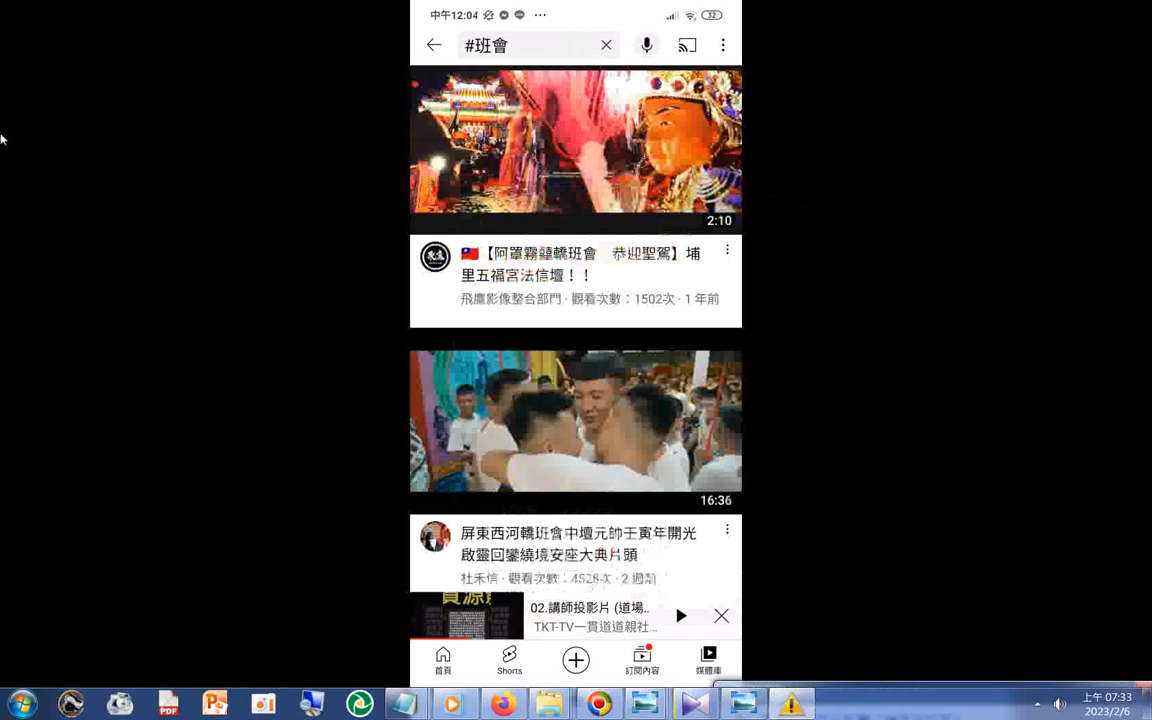 中午12:04
32
#班會
2:10
🇹🇼【阿罩霧囍轎班會 恭迎聖駕】埔
里五福宮法信壇！！
飛鷹影像整合部門 · 觀看次數：1502次 · 1 年前
16:36
屏東西河轎班會中壇元帥壬寅年開光
啟靈回鑾繞境安座大典片頭
杜禾信 · 觀看次數：4528次 · 2 週前
02.講師投影片 (道場..
TKT-TV一貫道道親社...
首頁
Shorts
訂閱內容
媒體庫
PDF
上午 07:33
2023/2/6